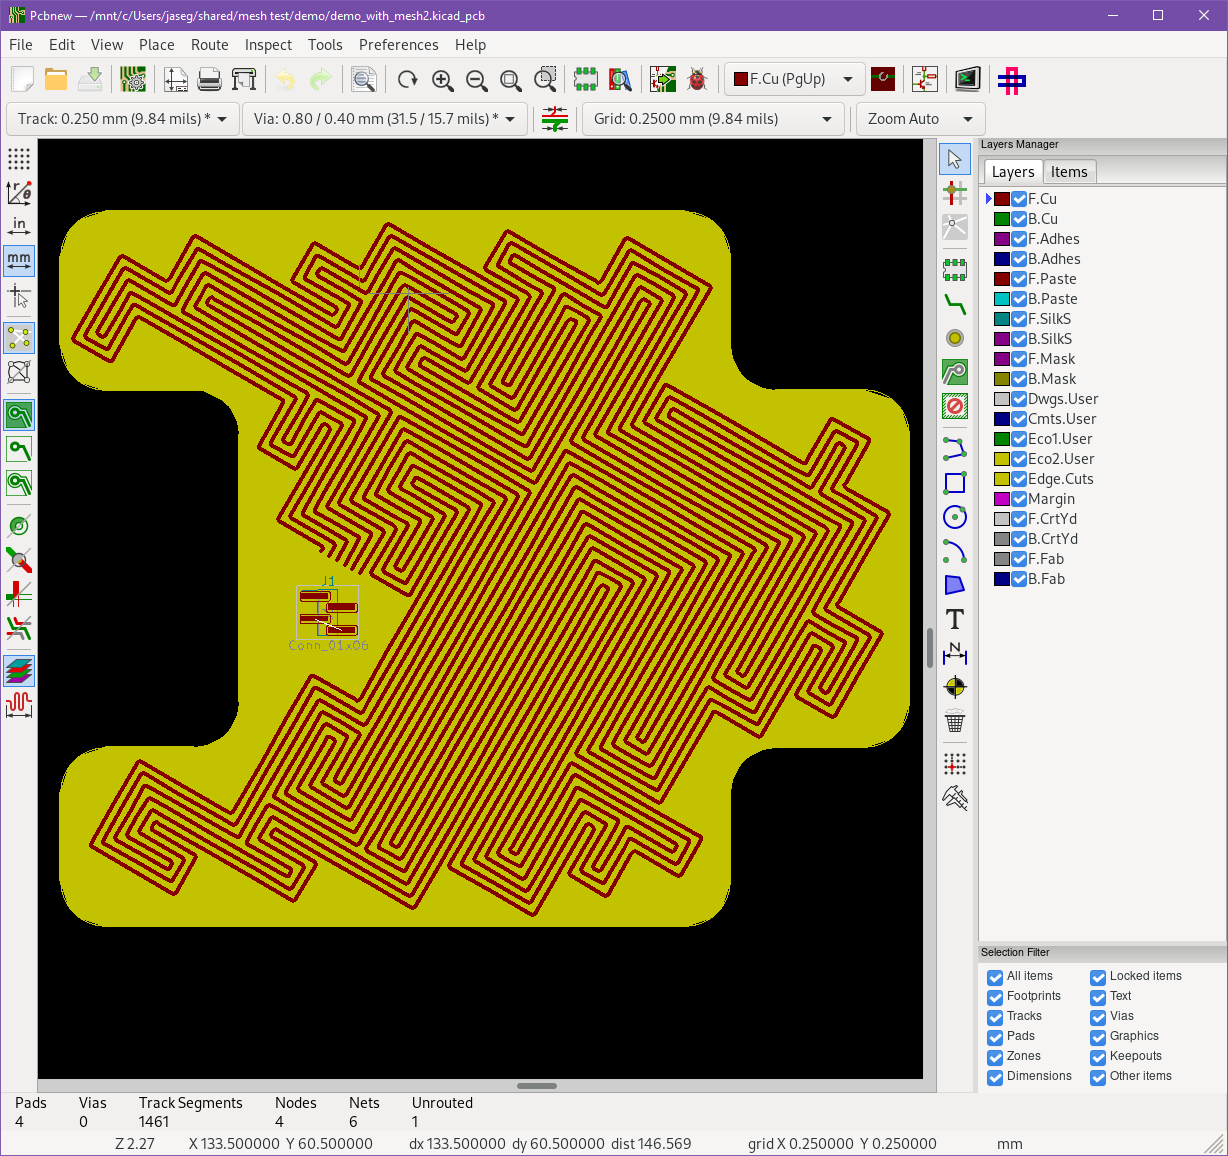 Pcbnew — /mnt/c/Users/jaseg/shared/mesh test/demo/demo_with_mesh2.kicad_pcb
File Edit View Place Route Inspect Tools Preferences Help
F.Cu (PgUp)
Track: 0.250 mm (9.84 mils) *
Via: 0.80 / 0.40 mm (31.5 / 15.7 mils) *
Grid: 0.2500 mm (9.84 mils)
Zoom Auto
in
mm
J1
Conn_01x06
Layers Manager
Layers Items
F.Cu
B.Cu
F.Adhes
B.Adhes
F.Paste
B.Paste
F.SilkS
B.SilkS
F.Mask
B.Mask
Dwgs.User
Cmts.User
Eco1.User
Eco2.User
Edge.Cuts
Margin
F.CrtYd
B.CrtYd
F.Fab
B.Fab
Selection Filter
All items Locked items
Footprints Text
Tracks Vias
Pads Graphics
Zones Keepouts
Dimensions Other items
Pads Vias Track Segments Nodes Nets Unrouted
4 0 1461 4 6 1
Z 2.27 X 133.500000 Y 60.500000 dx 133.500000 dy 60.500000 dist 146.569 grid X 0.250000 Y 0.250000 mm